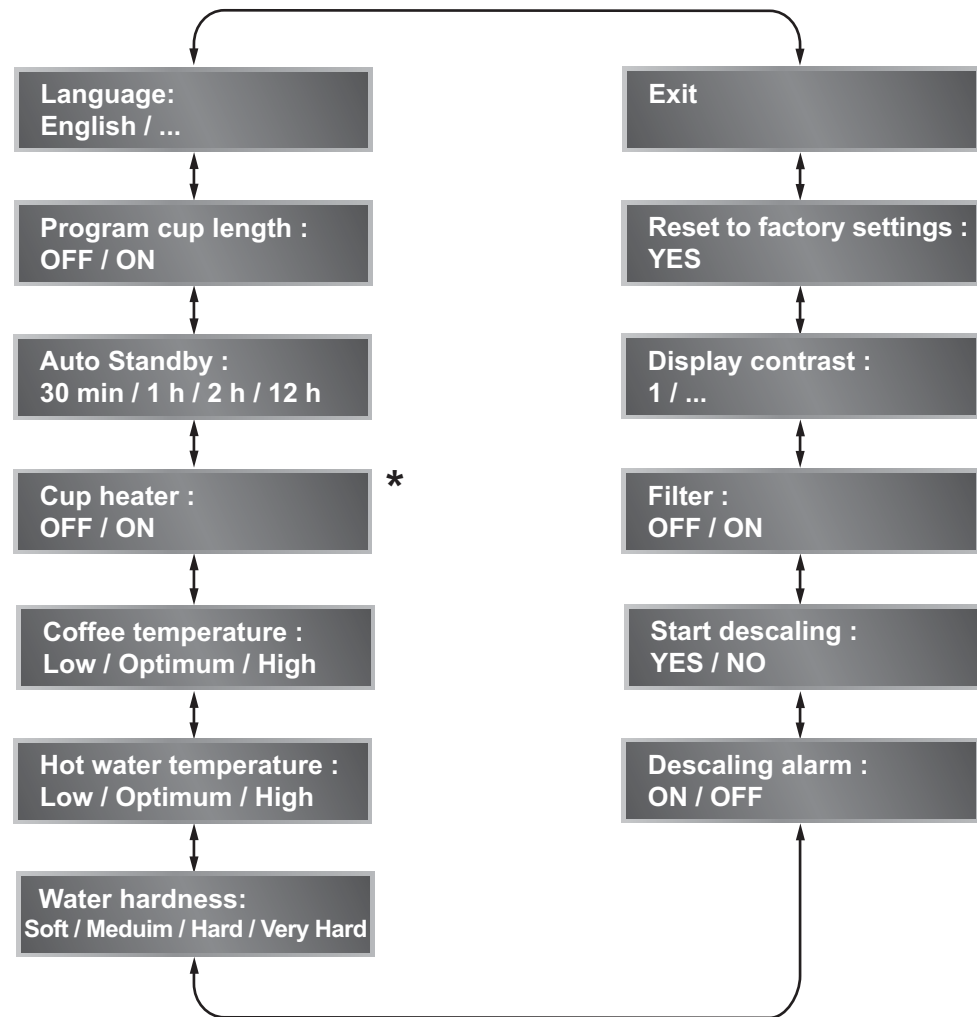 Language:
English / ...
Program cup length :
OFF / ON
Auto Standby :
30 min / 1 h / 2 h / 12 h
Cup heater :
OFF / ON
*
Coffee temperature :
Low / Optimum / High
Hot water temperature :
Low / Optimum / High
Water hardness:
Soft / Meduim / Hard / Very Hard
Exit
Reset to factory settings :
YES
Display contrast :
1 / ...
Filter :
OFF / ON
Start descaling :
YES / NO
Descaling alarm :
ON / OFF